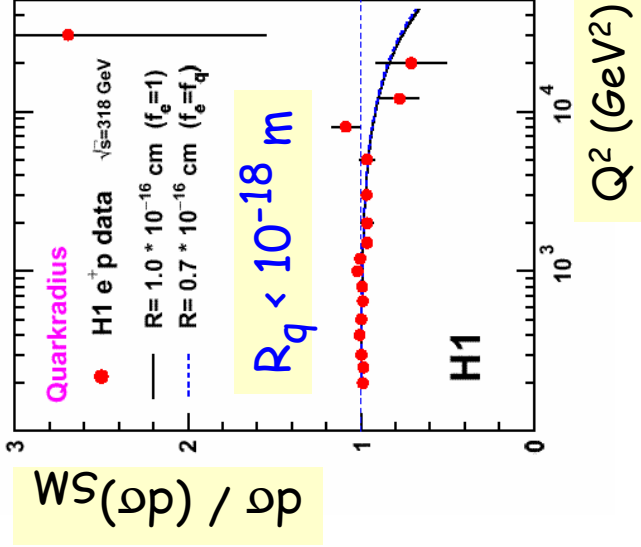 dσ / (dσ)SM
3
2
1
0
Quarkradius
H1 e⁺p data √s=318 GeV
R= 1.0 * 10⁻¹⁶ cm (fₑ=1)
R= 0.7 * 10⁻¹⁶ cm (fₑ=f_q)
R_q < 10⁻¹⁸ m
H1
10³
10⁴
Q² (GeV²)